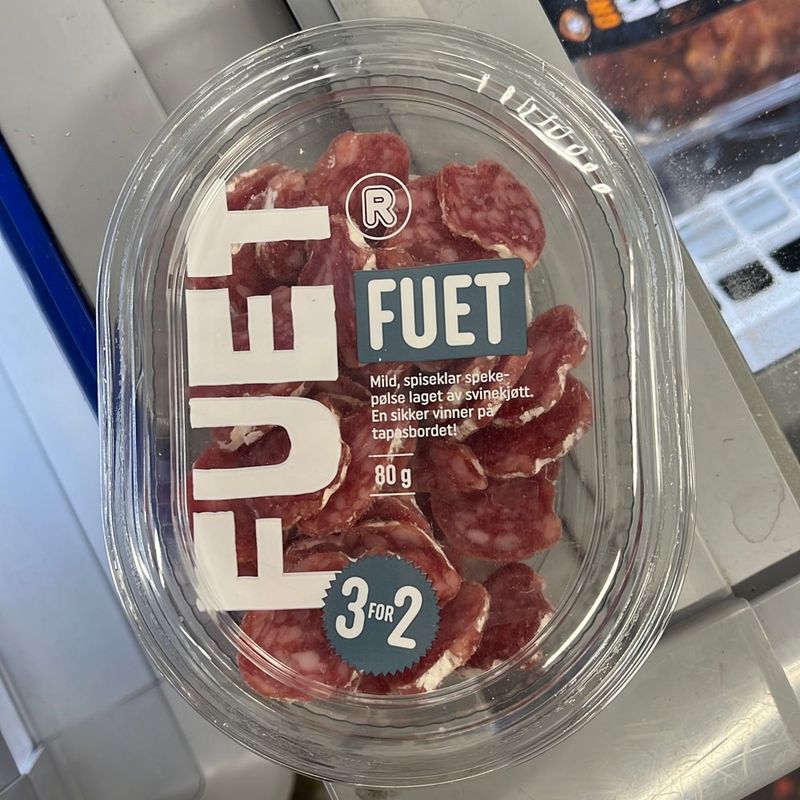 FUET
R
FUET
Mild, spiseklar speke-
pølse laget av svinekjøtt.
En sikker vinner på
tapasbordet!
80 g
3 FOR 2